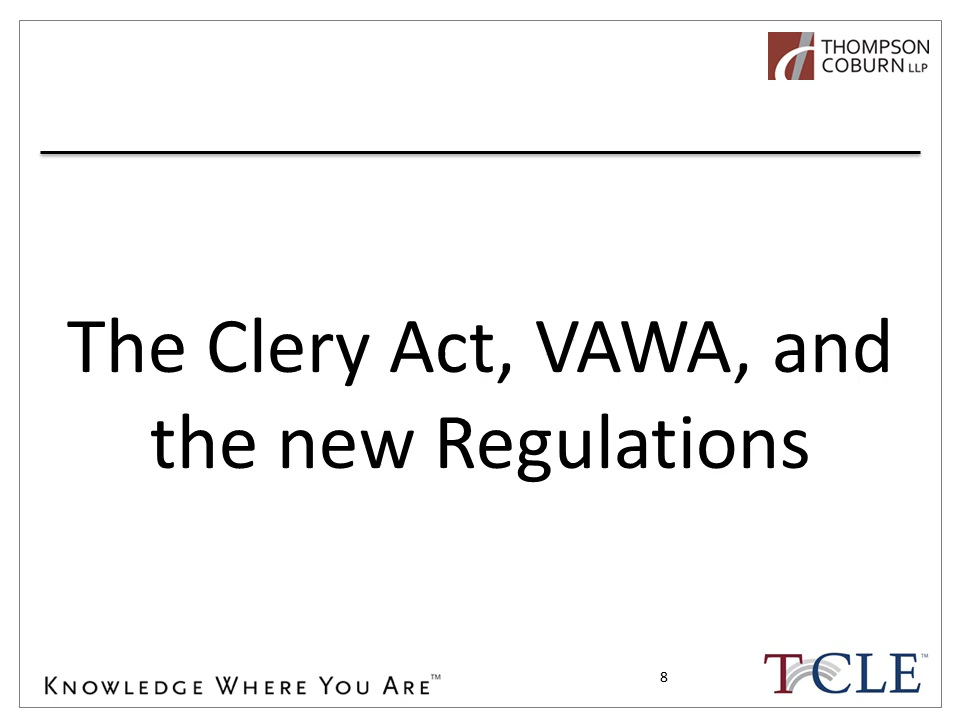 THOMPSON
COBURN LLP
The Clery Act, VAWA, and
the new Regulations
KNOWLEDGE WHERE YOU ARE™
8
TCLE™